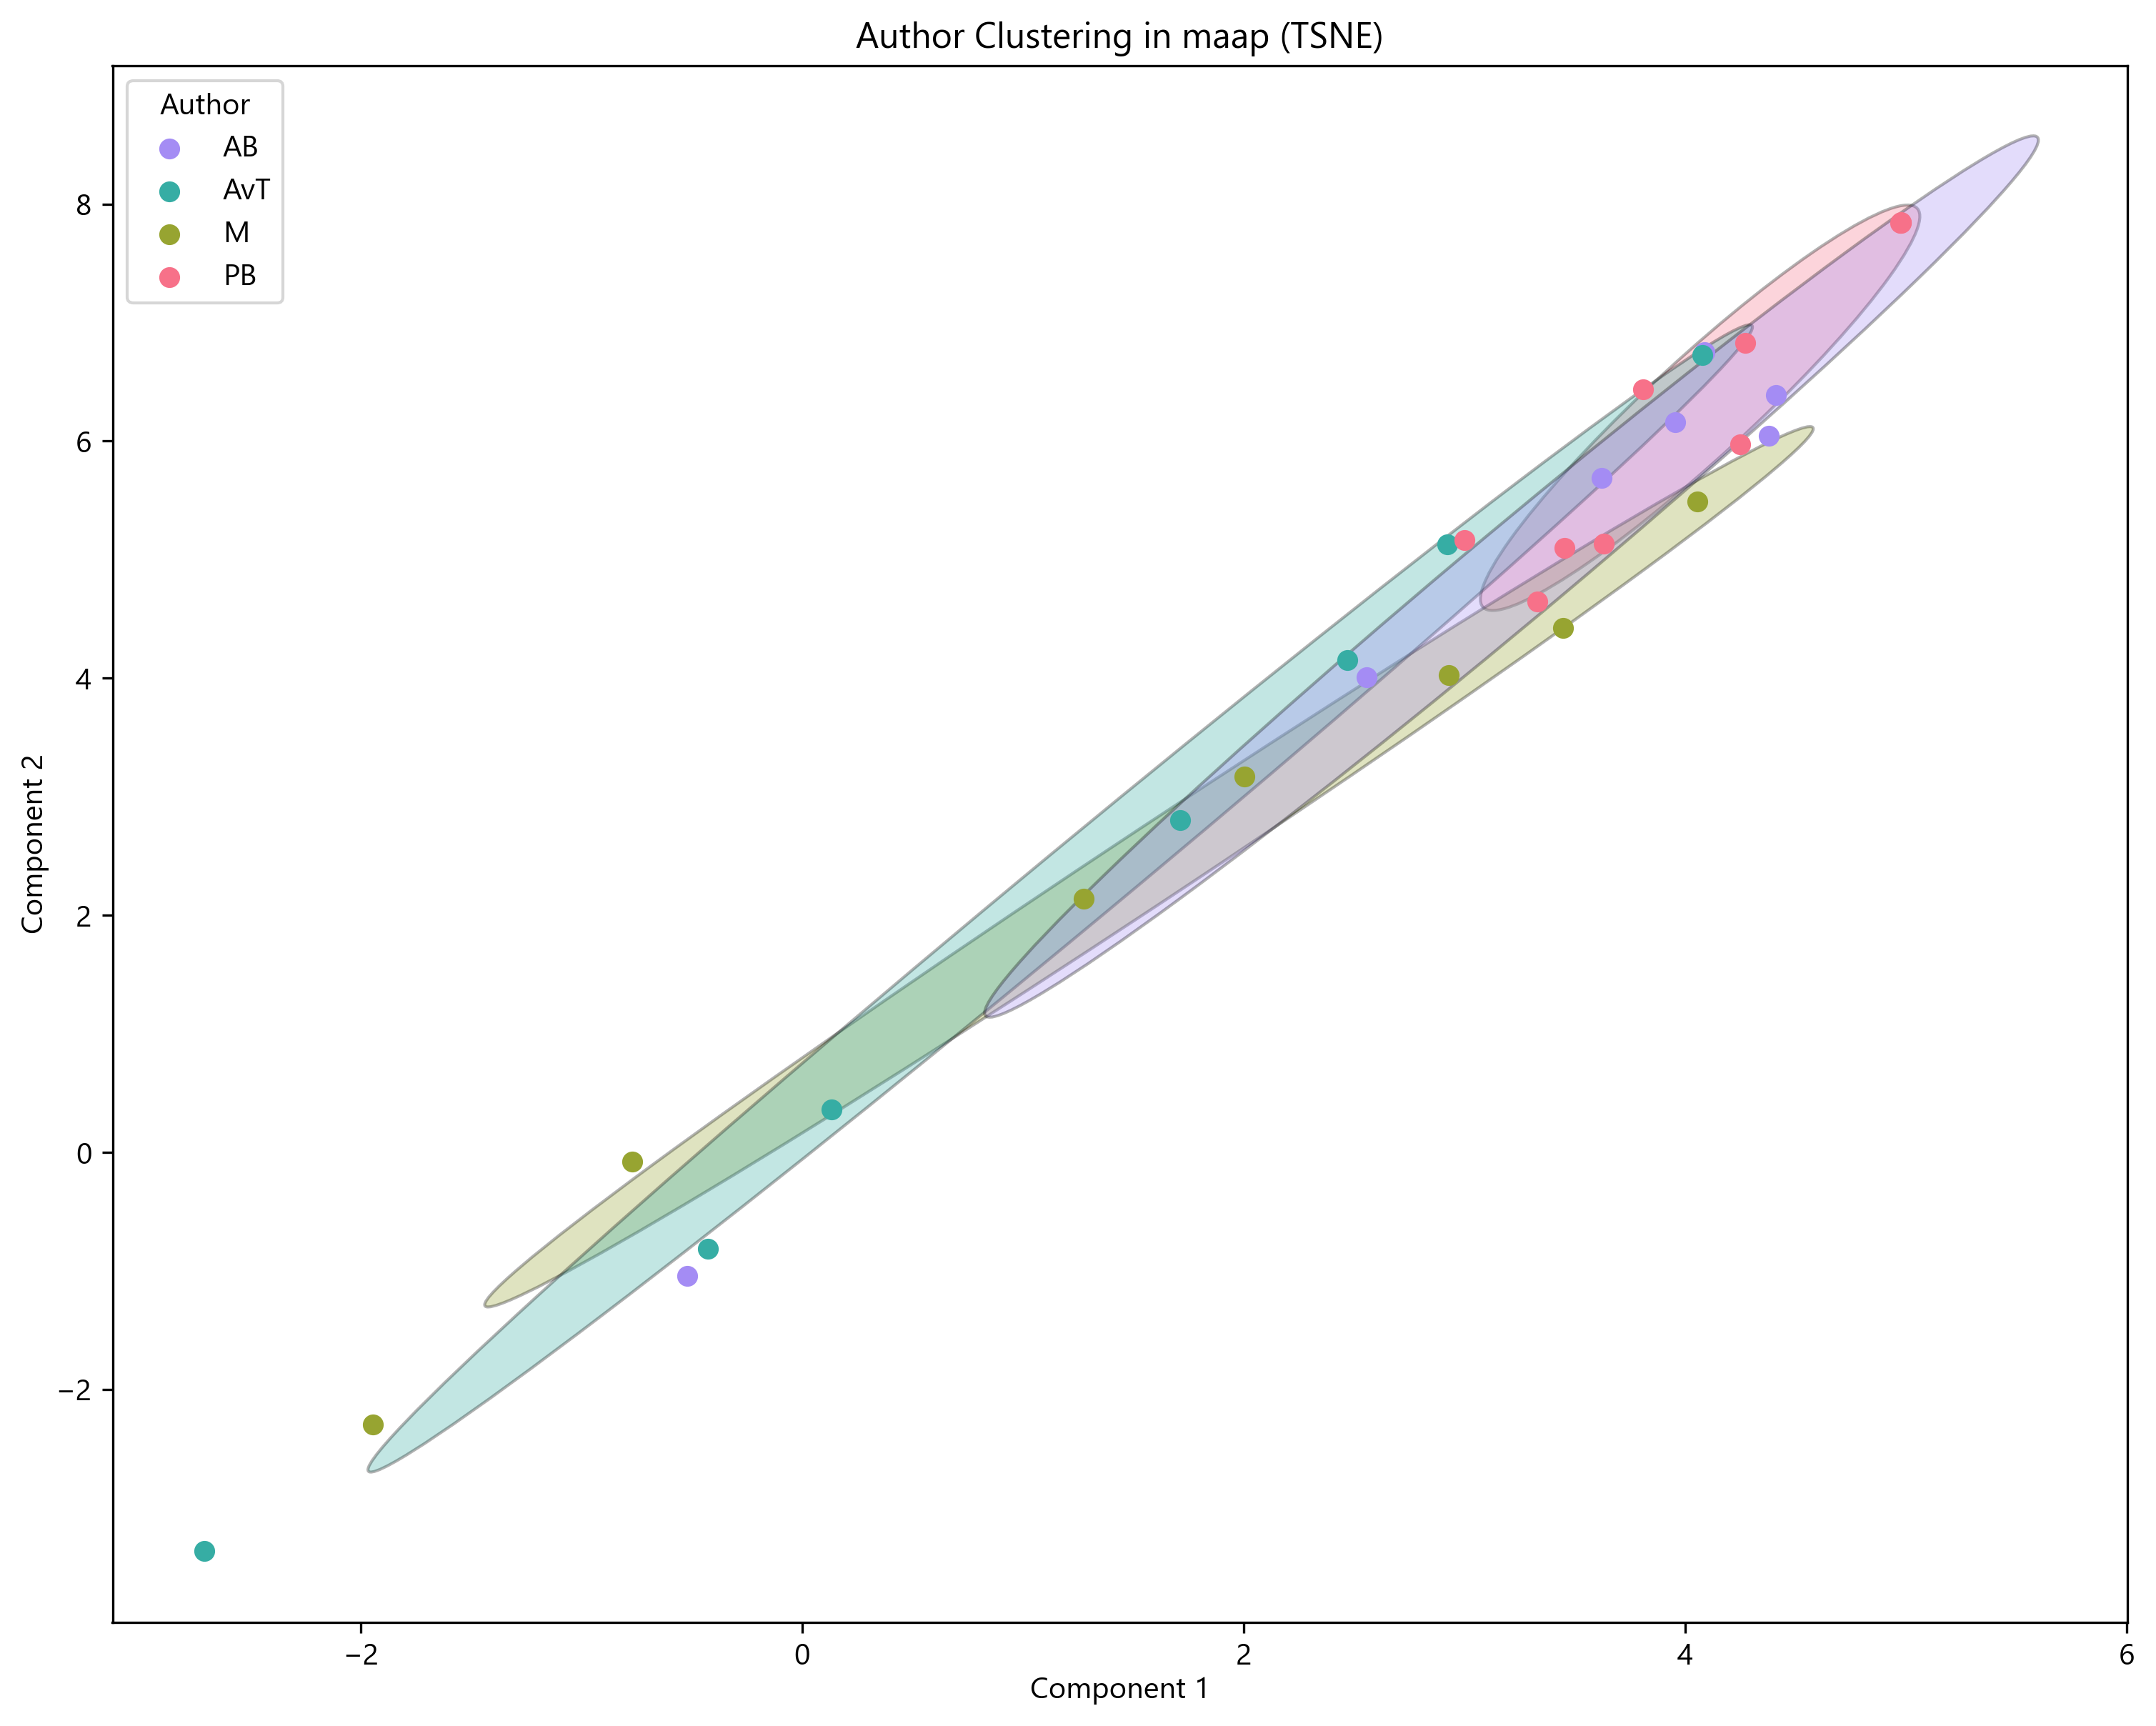 Author Clustering in maap (TSNE)
Author
AB
AvT
M
PB
8
6
4
2
0
−2
Component 2
−2
0
2
4
6
Component 1